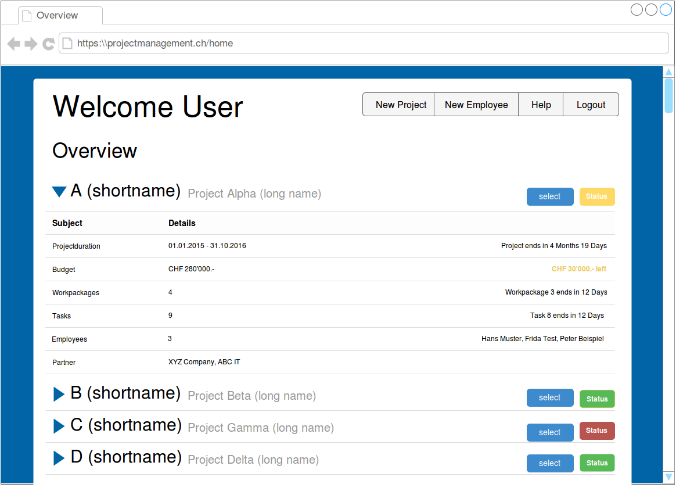 Overview
https:\\projectmanagement.ch/home
Welcome User
New Project New Employee Help Logout
Overview
A (shortname) Project Alpha (long name) select Status
Subject Details
Projectduration 01.01.2015 - 31.10.2016 Project ends in 4 Months 19 Days
Budget CHF 280'000.- CHF 30'000.- left
Workpackages 4 Workpackage 3 ends in 12 Days
Tasks 9 Task 8 ends in 12 Days
Employees 3 Hans Muster, Frida Test, Peter Beispiel
Partner XYZ Company, ABC IT
B (shortname) Project Beta (long name) select Status
C (shortname) Project Gamma (long name) select Status
D (shortname) Project Delta (long name) select Status